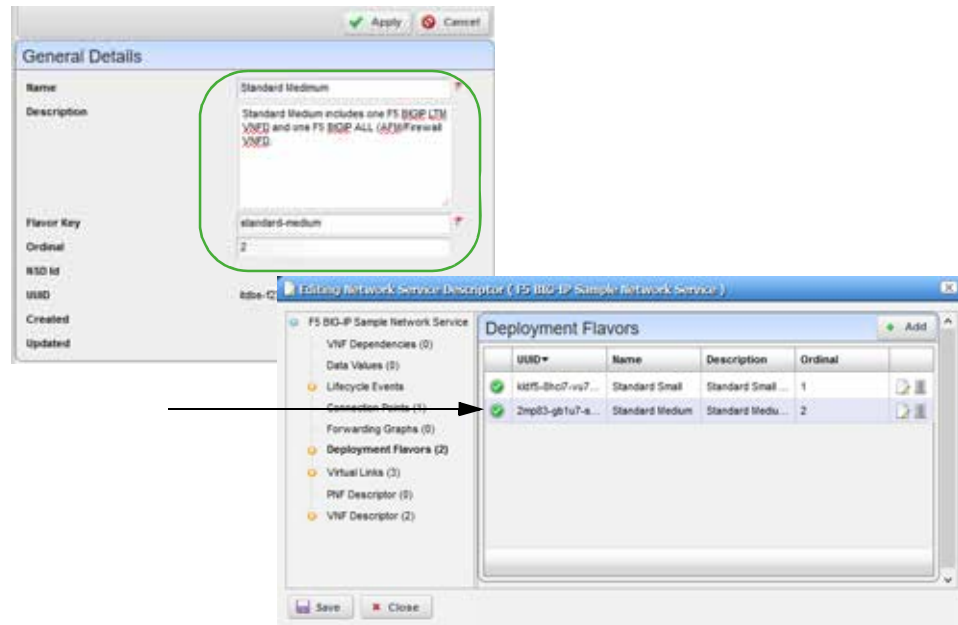 Apply Cancel
General Details
Name Standard Medimum
Description Standard Medium includes one F5 BIGIP LTM
VNFD and one F5 BIGIP ALL (AFM/Firewall
VNFD.
Flavor Key standard-medium
Ordinal 2
NSD Id
UUID
Created
Updated
Editing Network Service Descriptor ( F5 BIG-IP Sample Network Service )
F5 BIG-IP Sample Network Service
VNF Dependencies (0)
Data Values (0)
Lifecycle Events
Connection Points (3)
Forwarding Graphs (0)
Deployment Flavors (2)
Virtual Links (3)
PNF Descriptor (0)
VNF Descriptor (2)
Deployment Flavors Add
UUID Name Description Ordinal
Standard Small Standard Small ... 1
2mp83-gb1u7-a... Standard Medium Standard Mediu... 2
Save Close